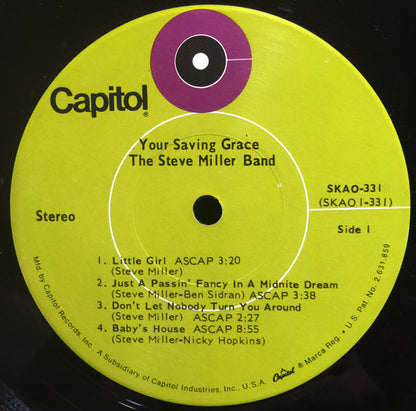 Capitol®
Your Saving Grace
The Steve Miller Band
SKAO-331
(SKAO 1-331)
Stereo
Side 1
1. Little Girl ASCAP 3:20
(Steve Miller)
2. Just A Passin' Fancy In A Midnite Dream
(Steve Miller-Ben Sidran) ASCAP 3:38
3. Don't Let Nobody Turn You Around
(Steve Miller) ASCAP 2:27
4. Baby's House ASCAP 8:55
(Steve Miller-Nicky Hopkins)
Mfd. by Capitol Records, Inc., A Subsidiary of Capitol Industries, Inc., U.S.A. Capitol ® Marca Reg. • U.S. Pat. No. 2,631,859